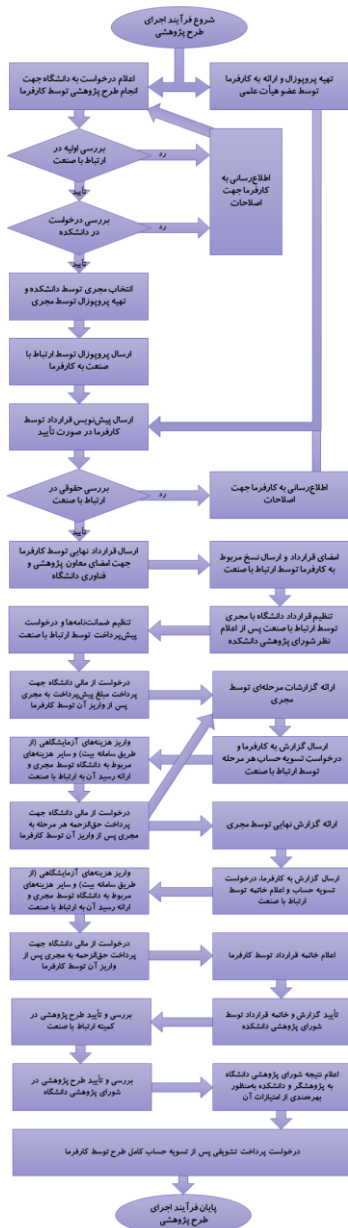 شروع فرآیند اجرای
طرح پژوهشی
تهیه پروپوزال و ارائه به کارفرما
توسط عضو هیأت علمی
اعلام درخواست به دانشگاه جهت
انجام طرح پژوهشی توسط کارفرما
بررسی اولیه در
ارتباط با صنعت
رد
تأیید
اطلاع‌رسانی به
کارفرما جهت
اصلاحات
بررسی درخواست
در دانشکده
رد
تأیید
انتخاب مجری توسط دانشکده و
تهیه پروپوزال توسط مجری
ارسال پروپوزال توسط ارتباط با
صنعت به کارفرما
ارسال پیش‌نویس قرارداد توسط
کارفرما در صورت تأیید
بررسی حقوقی در
ارتباط با صنعت
رد
اطلاع‌رسانی به کارفرما جهت
اصلاحات
تأیید
ارسال قرارداد نهایی توسط کارفرما
جهت امضای معاون پژوهشی و
فناوری دانشگاه
امضای قرارداد و ارسال نسخ مربوط
به کارفرما توسط ارتباط با صنعت
تنظیم قرارداد دانشگاه با مجری
توسط ارتباط با صنعت پس از اعلام
نظر شورای پژوهشی دانشکده
تنظیم ضمانت‌نامه‌ها و درخواست
پیش‌پرداخت توسط ارتباط با صنعت
درخواست از مالی دانشگاه جهت
پرداخت مبلغ پیش‌پرداخت به مجری
پس از واریز آن توسط کارفرما
ارائه گزارشات مرحله‌ای توسط
مجری
ارسال گزارش به کارفرما و
درخواست تسویه حساب هر مرحله
توسط ارتباط با صنعت
واریز هزینه‌های آزمایشگاهی (از
طریق سامانه بیت) و سایر هزینه‌های
مربوط به دانشگاه توسط مجری و
ارائه رسید آن به ارتباط با صنعت
درخواست از مالی دانشگاه جهت
پرداخت حق‌الزحمه هر مرحله به
مجری پس از واریز آن توسط کارفرما
ارائه گزارش نهایی توسط مجری
ارسال گزارش به کارفرما، درخواست
تسویه حساب و اعلام خاتمه توسط
ارتباط با صنعت
واریز هزینه‌های آزمایشگاهی (از
طریق سامانه بیت) و سایر هزینه‌های
مربوط به دانشگاه توسط مجری و
ارائه رسید آن به ارتباط با صنعت
درخواست از مالی دانشگاه جهت
پرداخت حق‌الزحمه به مجری پس از
واریز آن توسط کارفرما
اعلام خاتمه قرارداد توسط کارفرما
تأیید گزارش و خاتمه قرارداد توسط
شورای پژوهشی دانشکده
بررسی و تأیید طرح پژوهشی در
کمیته ارتباط با صنعت
بررسی و تأیید طرح پژوهشی در
شورای پژوهشی دانشگاه
اعلام نتیجه شورای پژوهشی دانشگاه
به پژوهشگر و دانشکده به‌منظور
بهره‌مندی از امتیازات آن
درخواست پرداخت تشویقی پس از تسویه حساب کامل طرح توسط کارفرما
پایان فرآیند اجرای
طرح پژوهشی